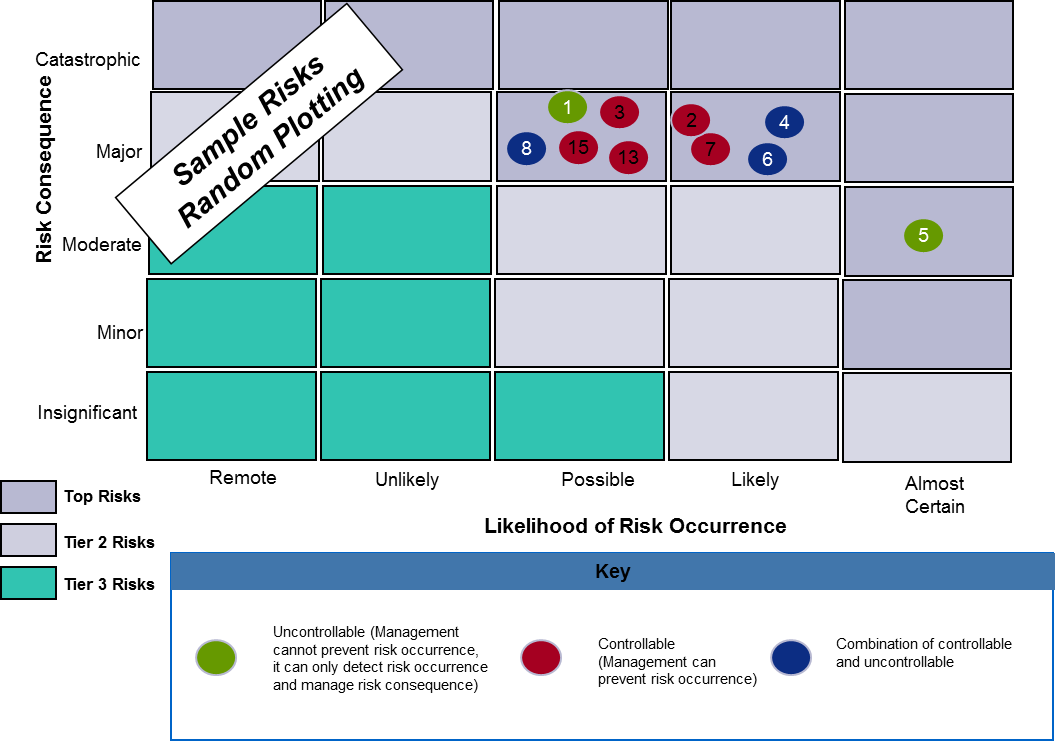 Risk Consequence
Catastrophic
Major
Moderate
Minor
Insignificant
Sample Risks
Random Plotting
1
3
8
15
13
2
4
7
6
5
Remote
Unlikely
Possible
Likely
Almost
Certain
Likelihood of Risk Occurrence
Top Risks
Tier 2 Risks
Tier 3 Risks
Key
Uncontrollable (Management
cannot prevent risk occurrence,
it can only detect risk occurrence
and manage risk consequence)
Controllable
(Management can
prevent risk occurrence)
Combination of controllable
and uncontrollable